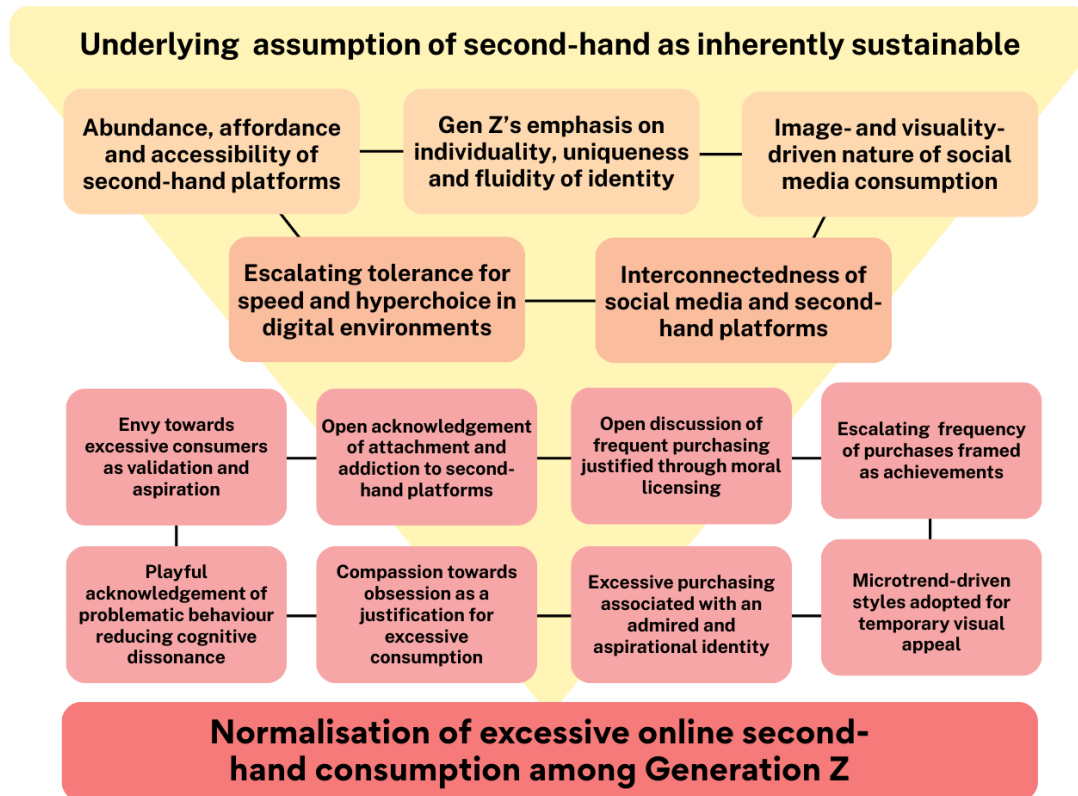 Underlying assumption of second-hand as inherently sustainable
Abundance, affordance
and accessibility of
second-hand platforms
Gen Z's emphasis on
individuality, uniqueness
and fluidity of identity
Image- and visuality-
driven nature of social
media consumption
Escalating tolerance for
speed and hyperchoice in
digital environments
Interconnectedness of
social media and second-
hand platforms
Envy towards
excessive consumers
as validation and
aspiration
Open acknowledgement
of attachment and
addiction to second-
hand platforms
Open discussion of
frequent purchasing
justified through moral
licensing
Escalating frequency
of purchases framed
as achievements
Playful
acknowledgement of
problematic behaviour
reducing cognitive
dissonance
Compassion towards
obsession as a
justification for
excessive
consumption
Excessive purchasing
associated with an
admired and
aspirational identity
Microtrend-driven
styles adopted for
temporary visual
appeal
Normalisation of excessive online second-
hand consumption among Generation Z